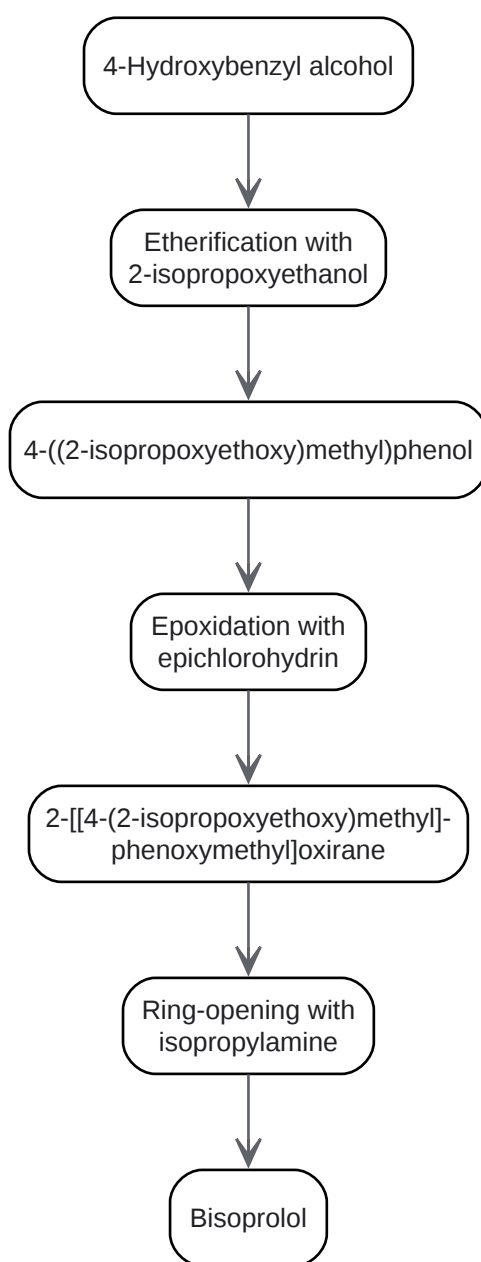 4-Hydroxybenzyl alcohol
Etherification with
2-isopropoxyethanol
4-((2-isopropoxyethoxy)methyl)phenol
Epoxidation with
epichlorohydrin
2-[[4-(2-isopropoxyethoxy)methyl]-
phenoxymethyl]oxirane
Ring-opening with
isopropylamine
Bisoprolol